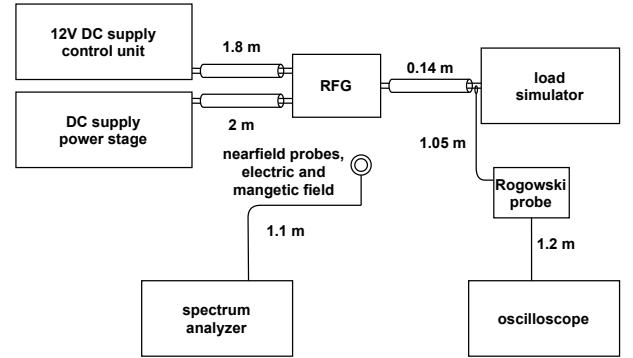 12V DC supply
control unit
1.8 m
RFG
0.14 m
load
simulator
DC supply
power stage
2 m
1.05 m
nearfield probes,
electric and
mangetic field
Rogowski
probe
1.1 m
1.2 m
spectrum
analyzer
oscilloscope